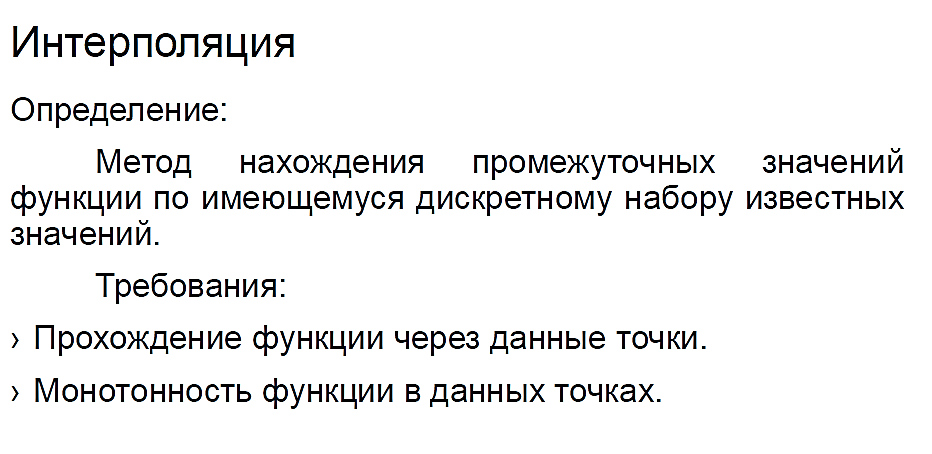 Интерполяция
Определение:
Метод нахождения промежуточных значений
функции по имеющемуся дискретному набору известных
значений.
Требования:
› Прохождение функции через данные точки.
› Монотонность функции в данных точках.